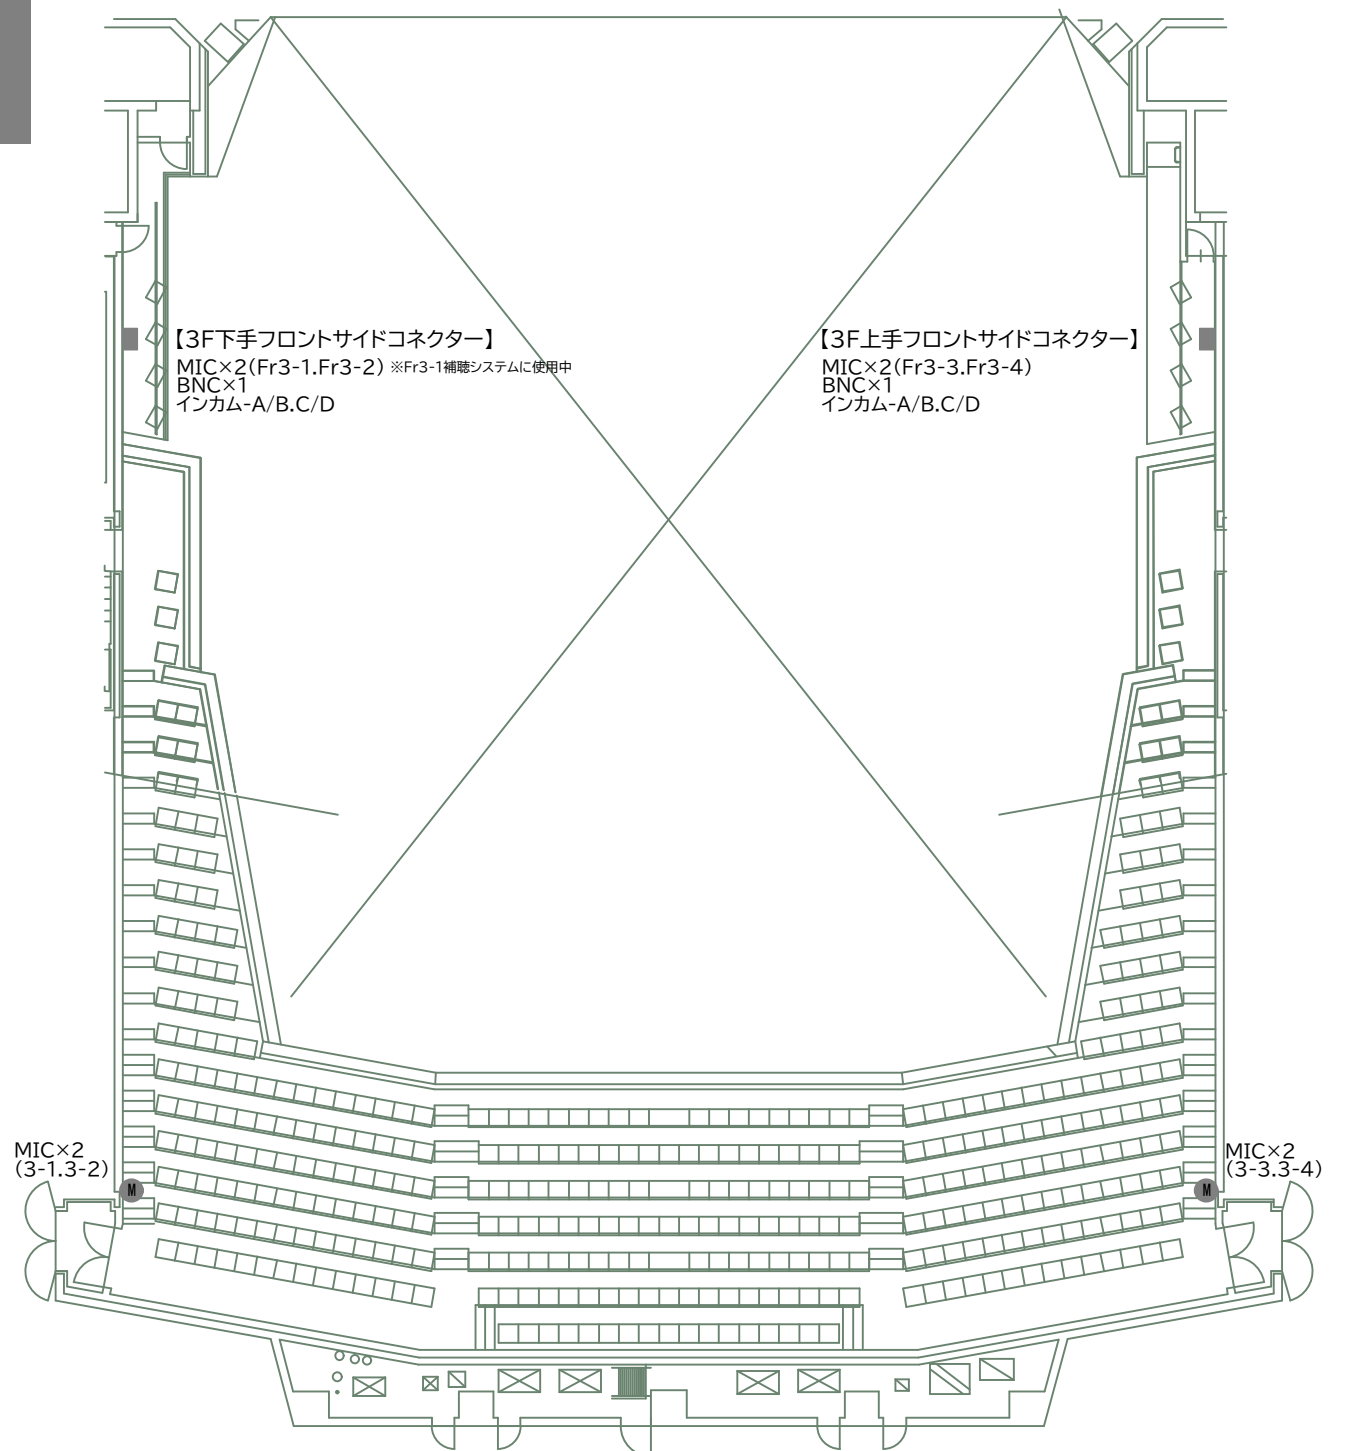 【3F下手フロントサイドコネクター】
MIC×2(Fr3-1.Fr3-2) ※Fr3-1補聴システムに使用中
BNC×1
インカム-A/B.C/D
【3F上手フロントサイドコネクター】
MIC×2(Fr3-3.Fr3-4)
BNC×1
インカム-A/B.C/D
MIC×2
(3-1.3-2)
M
MIC×2
(3-3.3-4)
M